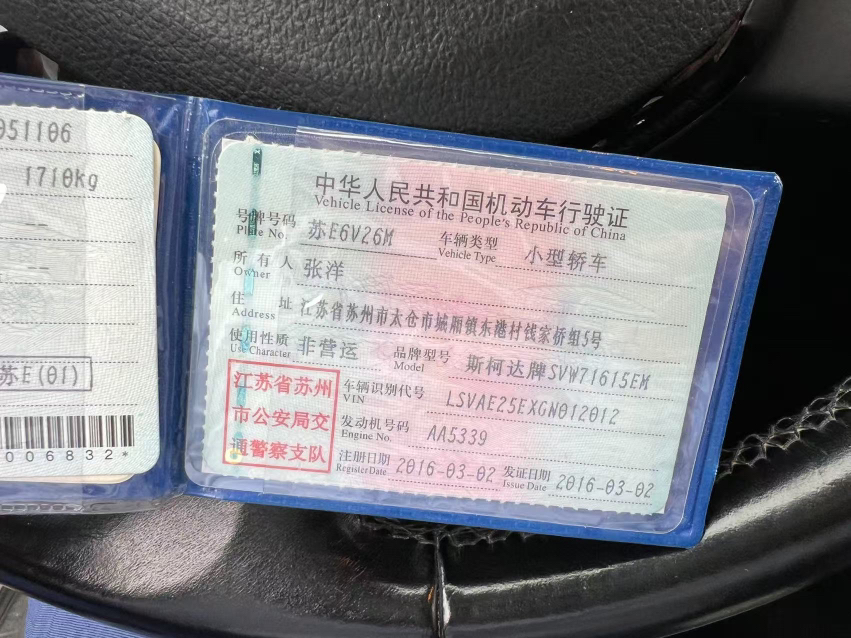 051106
1710kg
苏E(01)
006832*
中华人民共和国机动车行驶证
Vehicle License of the People's Republic of China
号牌号码 Plate No. 苏E6V26M 车辆类型 Vehicle Type 小型轿车
所有人 Owner 张洋
住址 Address 江苏省苏州市太仓市城厢镇东港村钱家桥组5号
使用性质 Use Character 非营运 品牌型号 Model 斯柯达牌SVW71615EM
江苏省苏州
市公安局交
通警察支队
车辆识别代号 VIN LSVAE25EXGN012012
发动机号码 Engine No. AA5339
注册日期 Register Date 2016-03-02 发证日期 Issue Date 2016-03-02